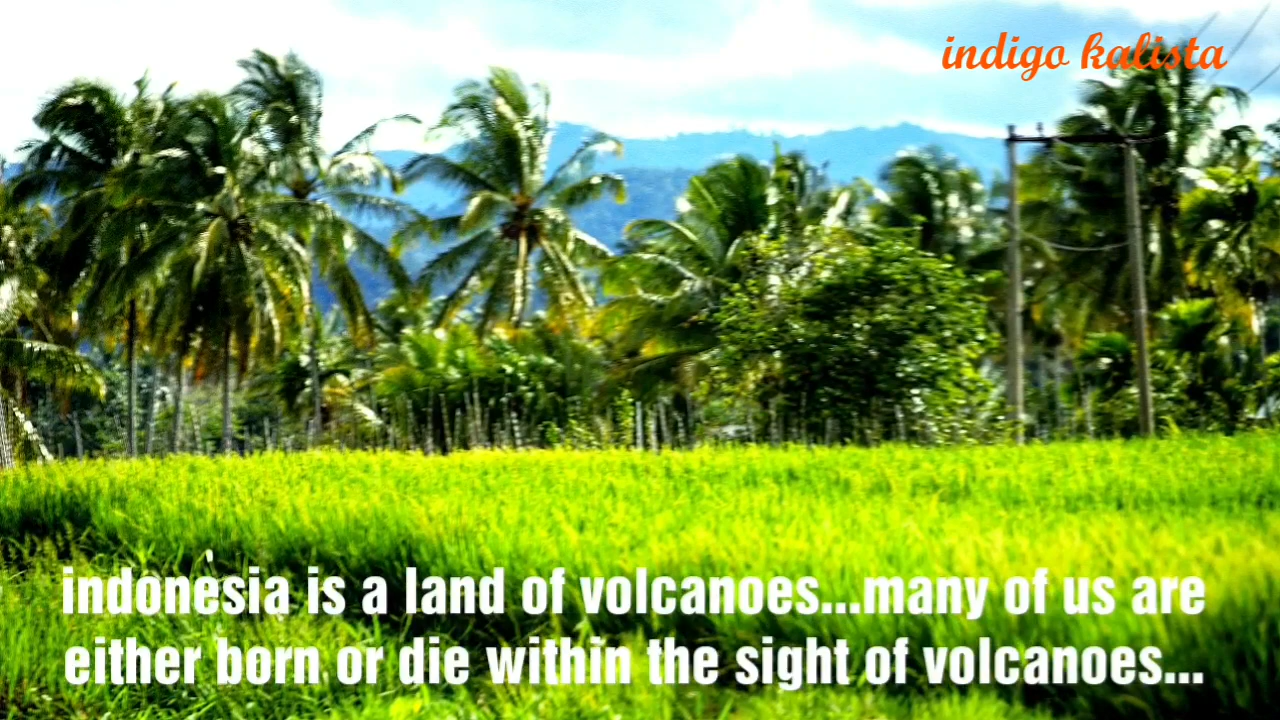 indigo kalista
indonesia is a land of volcanoes...many of us are
either born or die within the sight of volcanoes...